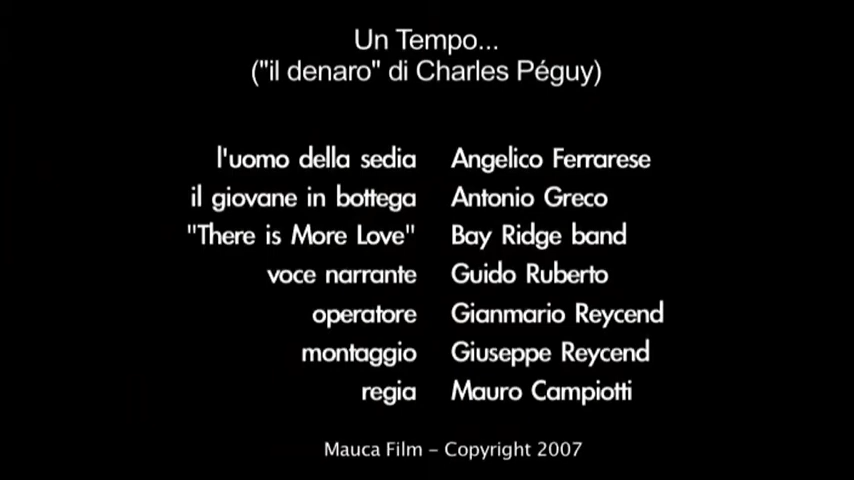 Un Tempo...
("il denaro" di Charles Péguy)
l'uomo della sedia Angelico Ferrarese
il giovane in bottega Antonio Greco
"There is More Love" Bay Ridge band
voce narrante Guido Ruberto
operatore Gianmario Reycend
montaggio Giuseppe Reycend
regia Mauro Campiotti
Mauca Film – Copyright 2007